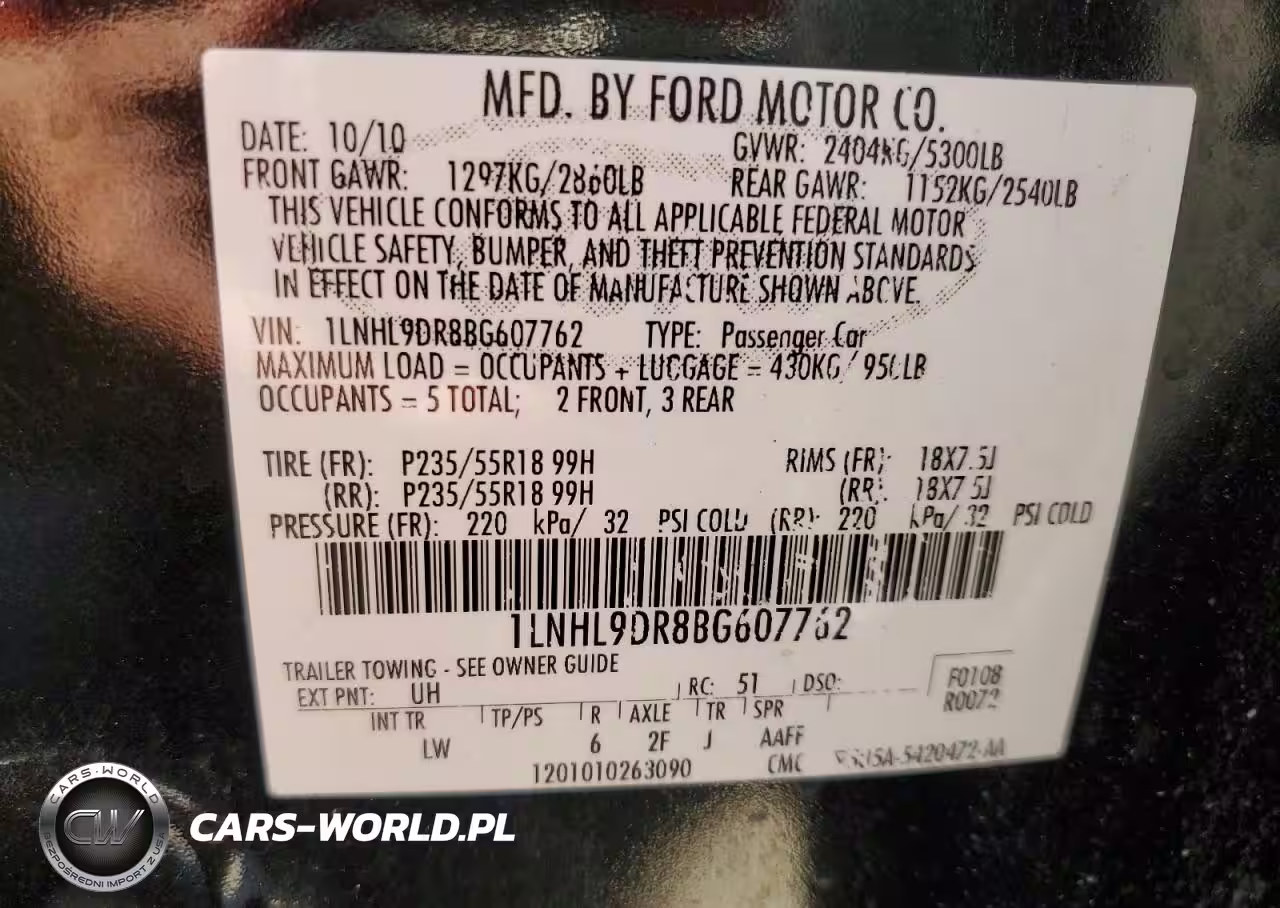 MFD. BY FORD MOTOR CO.
DATE: 10/10 GVWR: 2404KG/5300LB
FRONT GAWR: 1297KG/2860LB REAR GAWR: 1152KG/2540LB
THIS VEHICLE CONFORMS TO ALL APPLICABLE FEDERAL MOTOR
VEHICLE SAFETY, BUMPER, AND THEFT PREVENTION STANDARDS
IN EFFECT ON THE DATE OF MANUFACTURE SHOWN ABOVE.
VIN: 1LNHL9DR8BG607762 TYPE: Passenger Car
MAXIMUM LOAD = OCCUPANTS + LUGGAGE = 430KG/ 950LB
OCCUPANTS = 5 TOTAL; 2 FRONT, 3 REAR
TIRE (FR): P235/55R18 99H RIMS (FR): 18X7.5J
(RR): P235/55R18 99H (RR): 18X7.5J
PRESSURE (FR): 220 kPa/ 32 PSI COLD (RR): 220 kPa/ 32 PSI COLD
1LNHL9DR8BG607762
TRAILER TOWING - SEE OWNER GUIDE
EXT PNT: UH RC: 51 DSO:
F0108
R0072
INT TR TP/PS R AXLE TR SPR
LW 6 2F J AAFF
1201010263090 CMC
CARS-WORLD
CW
BEZPOŚREDNI IMPORT Z USA
CARS-WORLD.PL